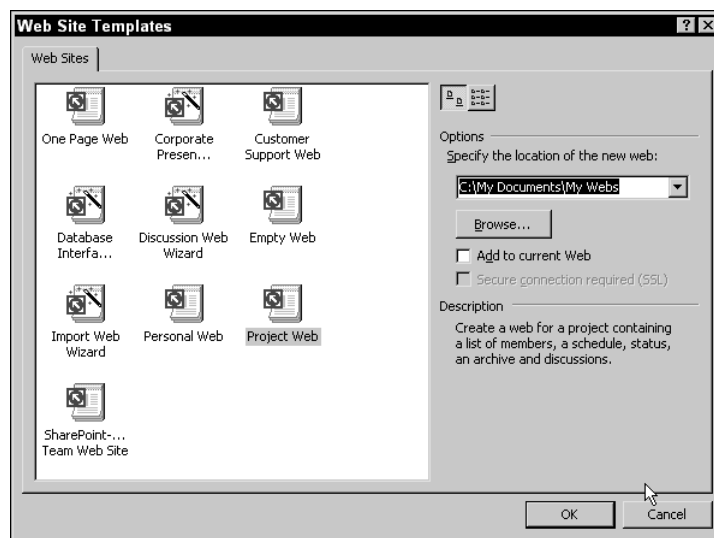 Web Site Templates
Web Sites
One Page Web
Corporate
Presen...
Customer
Support Web
Database
Interfa...
Discussion Web
Wizard
Empty Web
Import Web
Wizard
Personal Web
Project Web
SharePoint-...
Team Web Site
Options
Specify the location of the new web:
C:\My Documents\My Webs
Browse...
Add to current Web
Secure connection required (SSL)
Description
Create a web for a project containing
a list of members, a schedule, status,
an archive and discussions.
OK
Cancel